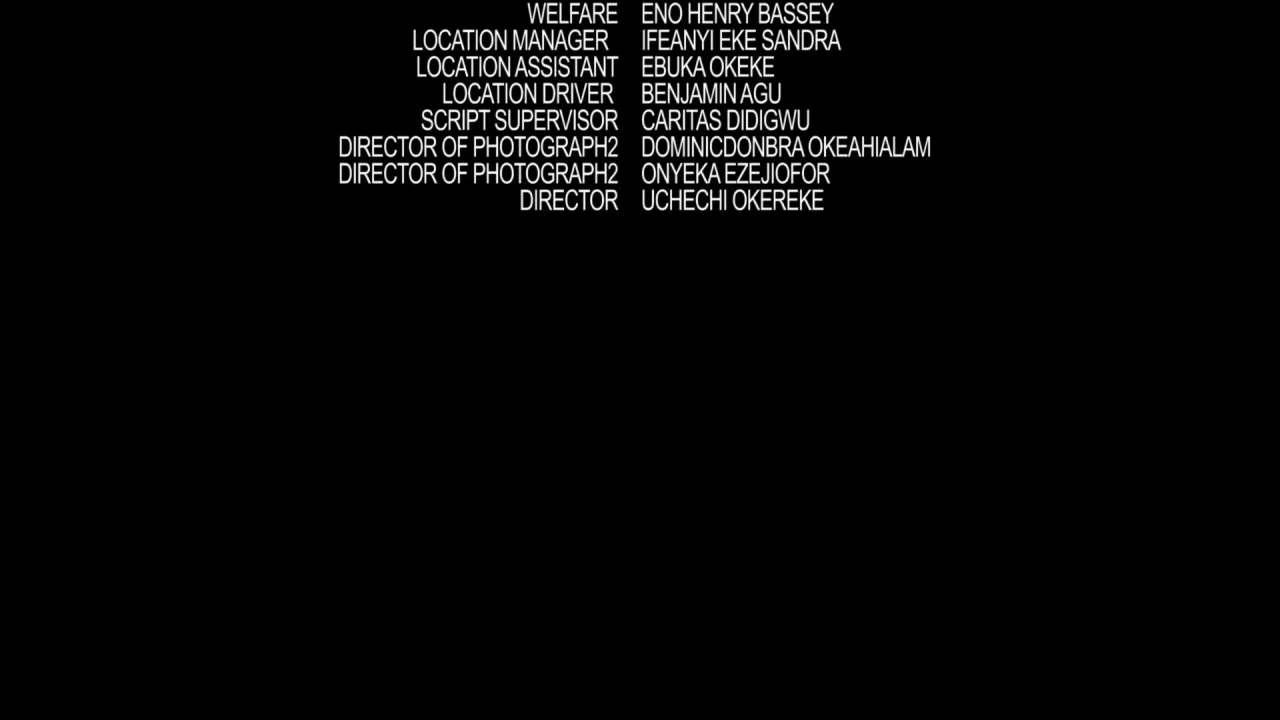 WELFARE ENO HENRY BASSEY
LOCATION MANAGER IFEANYI EKE SANDRA
LOCATION ASSISTANT EBUKA OKEKE
LOCATION DRIVER BENJAMIN AGU
SCRIPT SUPERVISOR CARITAS DIDIGWU
DIRECTOR OF PHOTOGRAPH2 DOMINICDONBRA OKEAHIALAM
DIRECTOR OF PHOTOGRAPH2 ONYEKA EZEJIOFOR
DIRECTOR UCHECHI OKEREKE